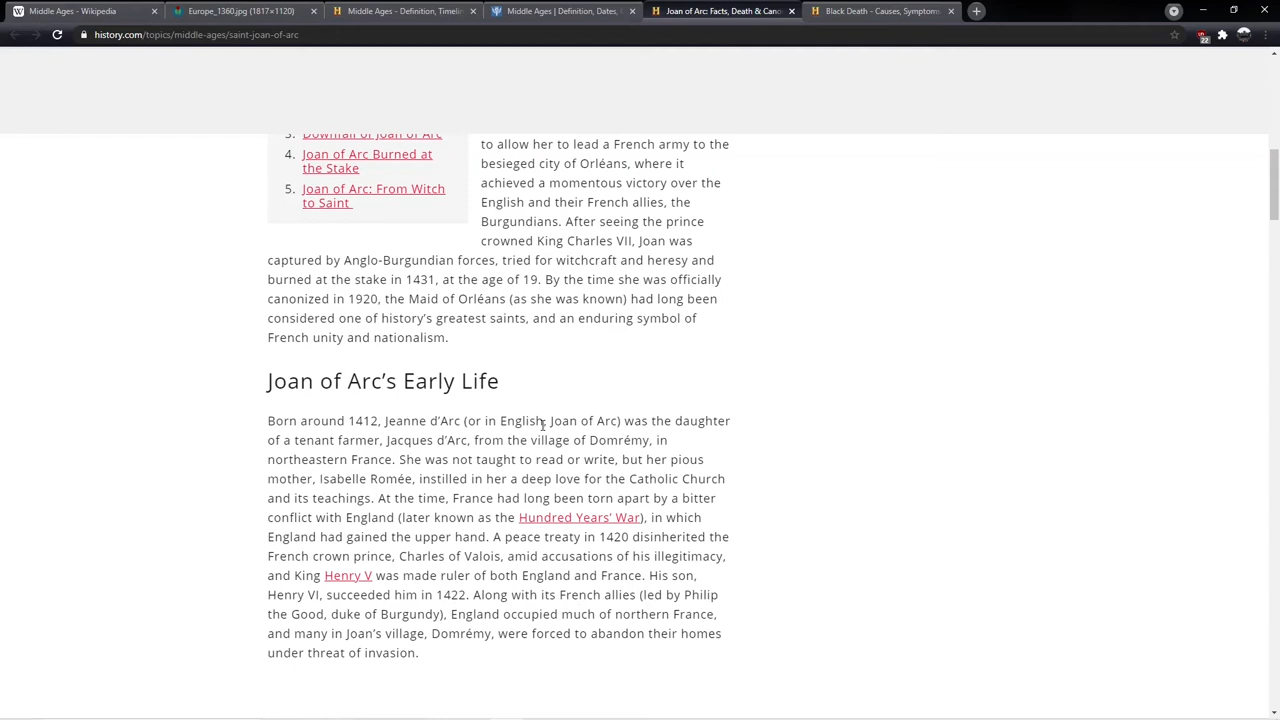 Middle Ages - Wikipedia
Europe_1360.jpg (1817×1120)
Middle Ages - Definition, Timelin
Middle Ages | Definition, Dates,
Joan of Arc: Facts, Death & Cano
Black Death - Causes, Symptoms
history.com/topics/middle-ages/saint-joan-of-arc
22
3. Downfall of Joan of Arc
4. Joan of Arc Burned at
the Stake
5. Joan of Arc: From Witch
to Saint
to allow her to lead a French army to the
besieged city of Orléans, where it
achieved a momentous victory over the
English and their French allies, the
Burgundians. After seeing the prince
crowned King Charles VII, Joan was
captured by Anglo-Burgundian forces, tried for witchcraft and heresy and
burned at the stake in 1431, at the age of 19. By the time she was officially
canonized in 1920, the Maid of Orléans (as she was known) had long been
considered one of history's greatest saints, and an enduring symbol of
French unity and nationalism.
Joan of Arc's Early Life
Born around 1412, Jeanne d'Arc (or in English, Joan of Arc) was the daughter
of a tenant farmer, Jacques d'Arc, from the village of Domrémy, in
northeastern France. She was not taught to read or write, but her pious
mother, Isabelle Romée, instilled in her a deep love for the Catholic Church
and its teachings. At the time, France had long been torn apart by a bitter
conflict with England (later known as the Hundred Years' War), in which
England had gained the upper hand. A peace treaty in 1420 disinherited the
French crown prince, Charles of Valois, amid accusations of his illegitimacy,
and King Henry V was made ruler of both England and France. His son,
Henry VI, succeeded him in 1422. Along with its French allies (led by Philip
the Good, duke of Burgundy), England occupied much of northern France,
and many in Joan's village, Domrémy, were forced to abandon their homes
under threat of invasion.